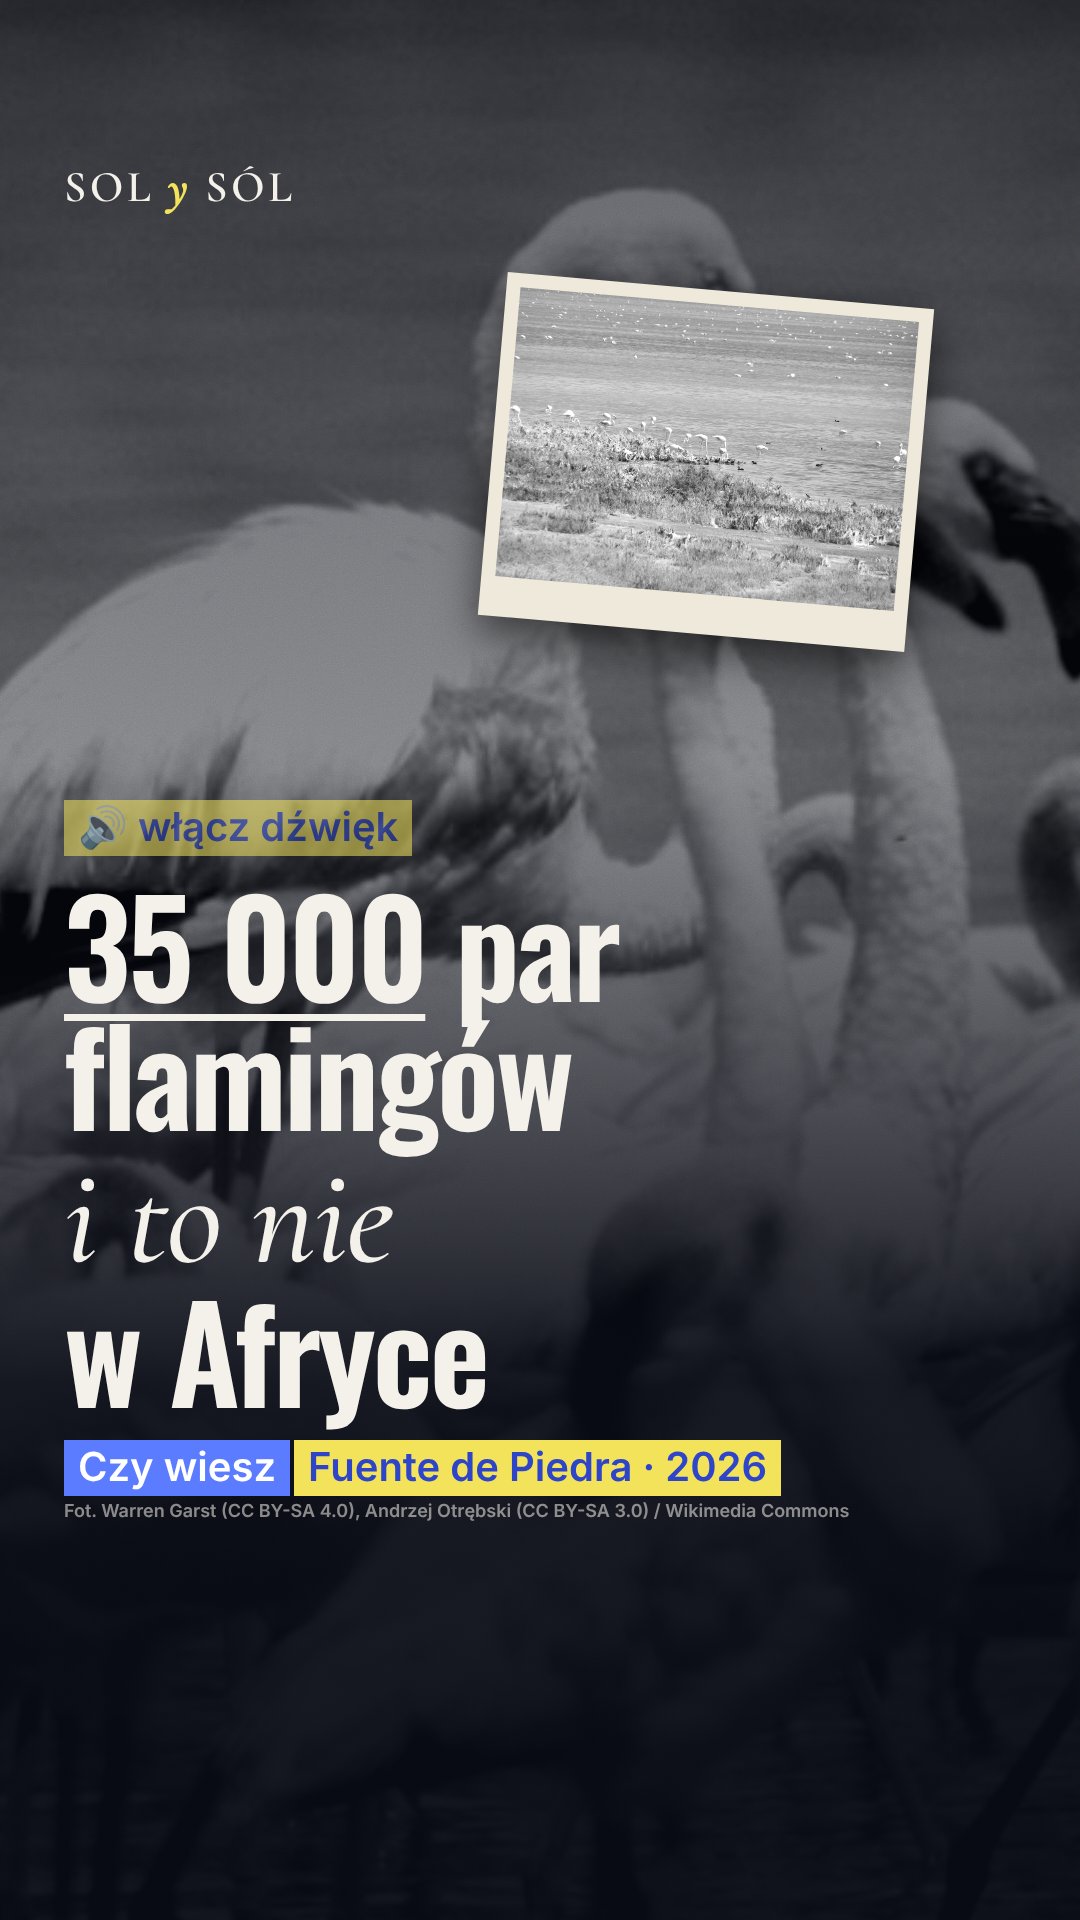 SOL y SÓL
🔊 włącz dźwięk
35 000 par
flamingów
i to nie
w Afryce
Czy wiesz Fuente de Piedra · 2026
Fot. Warren Garst (CC BY-SA 4.0), Andrzej Otrębski (CC BY-SA 3.0) / Wikimedia Commons